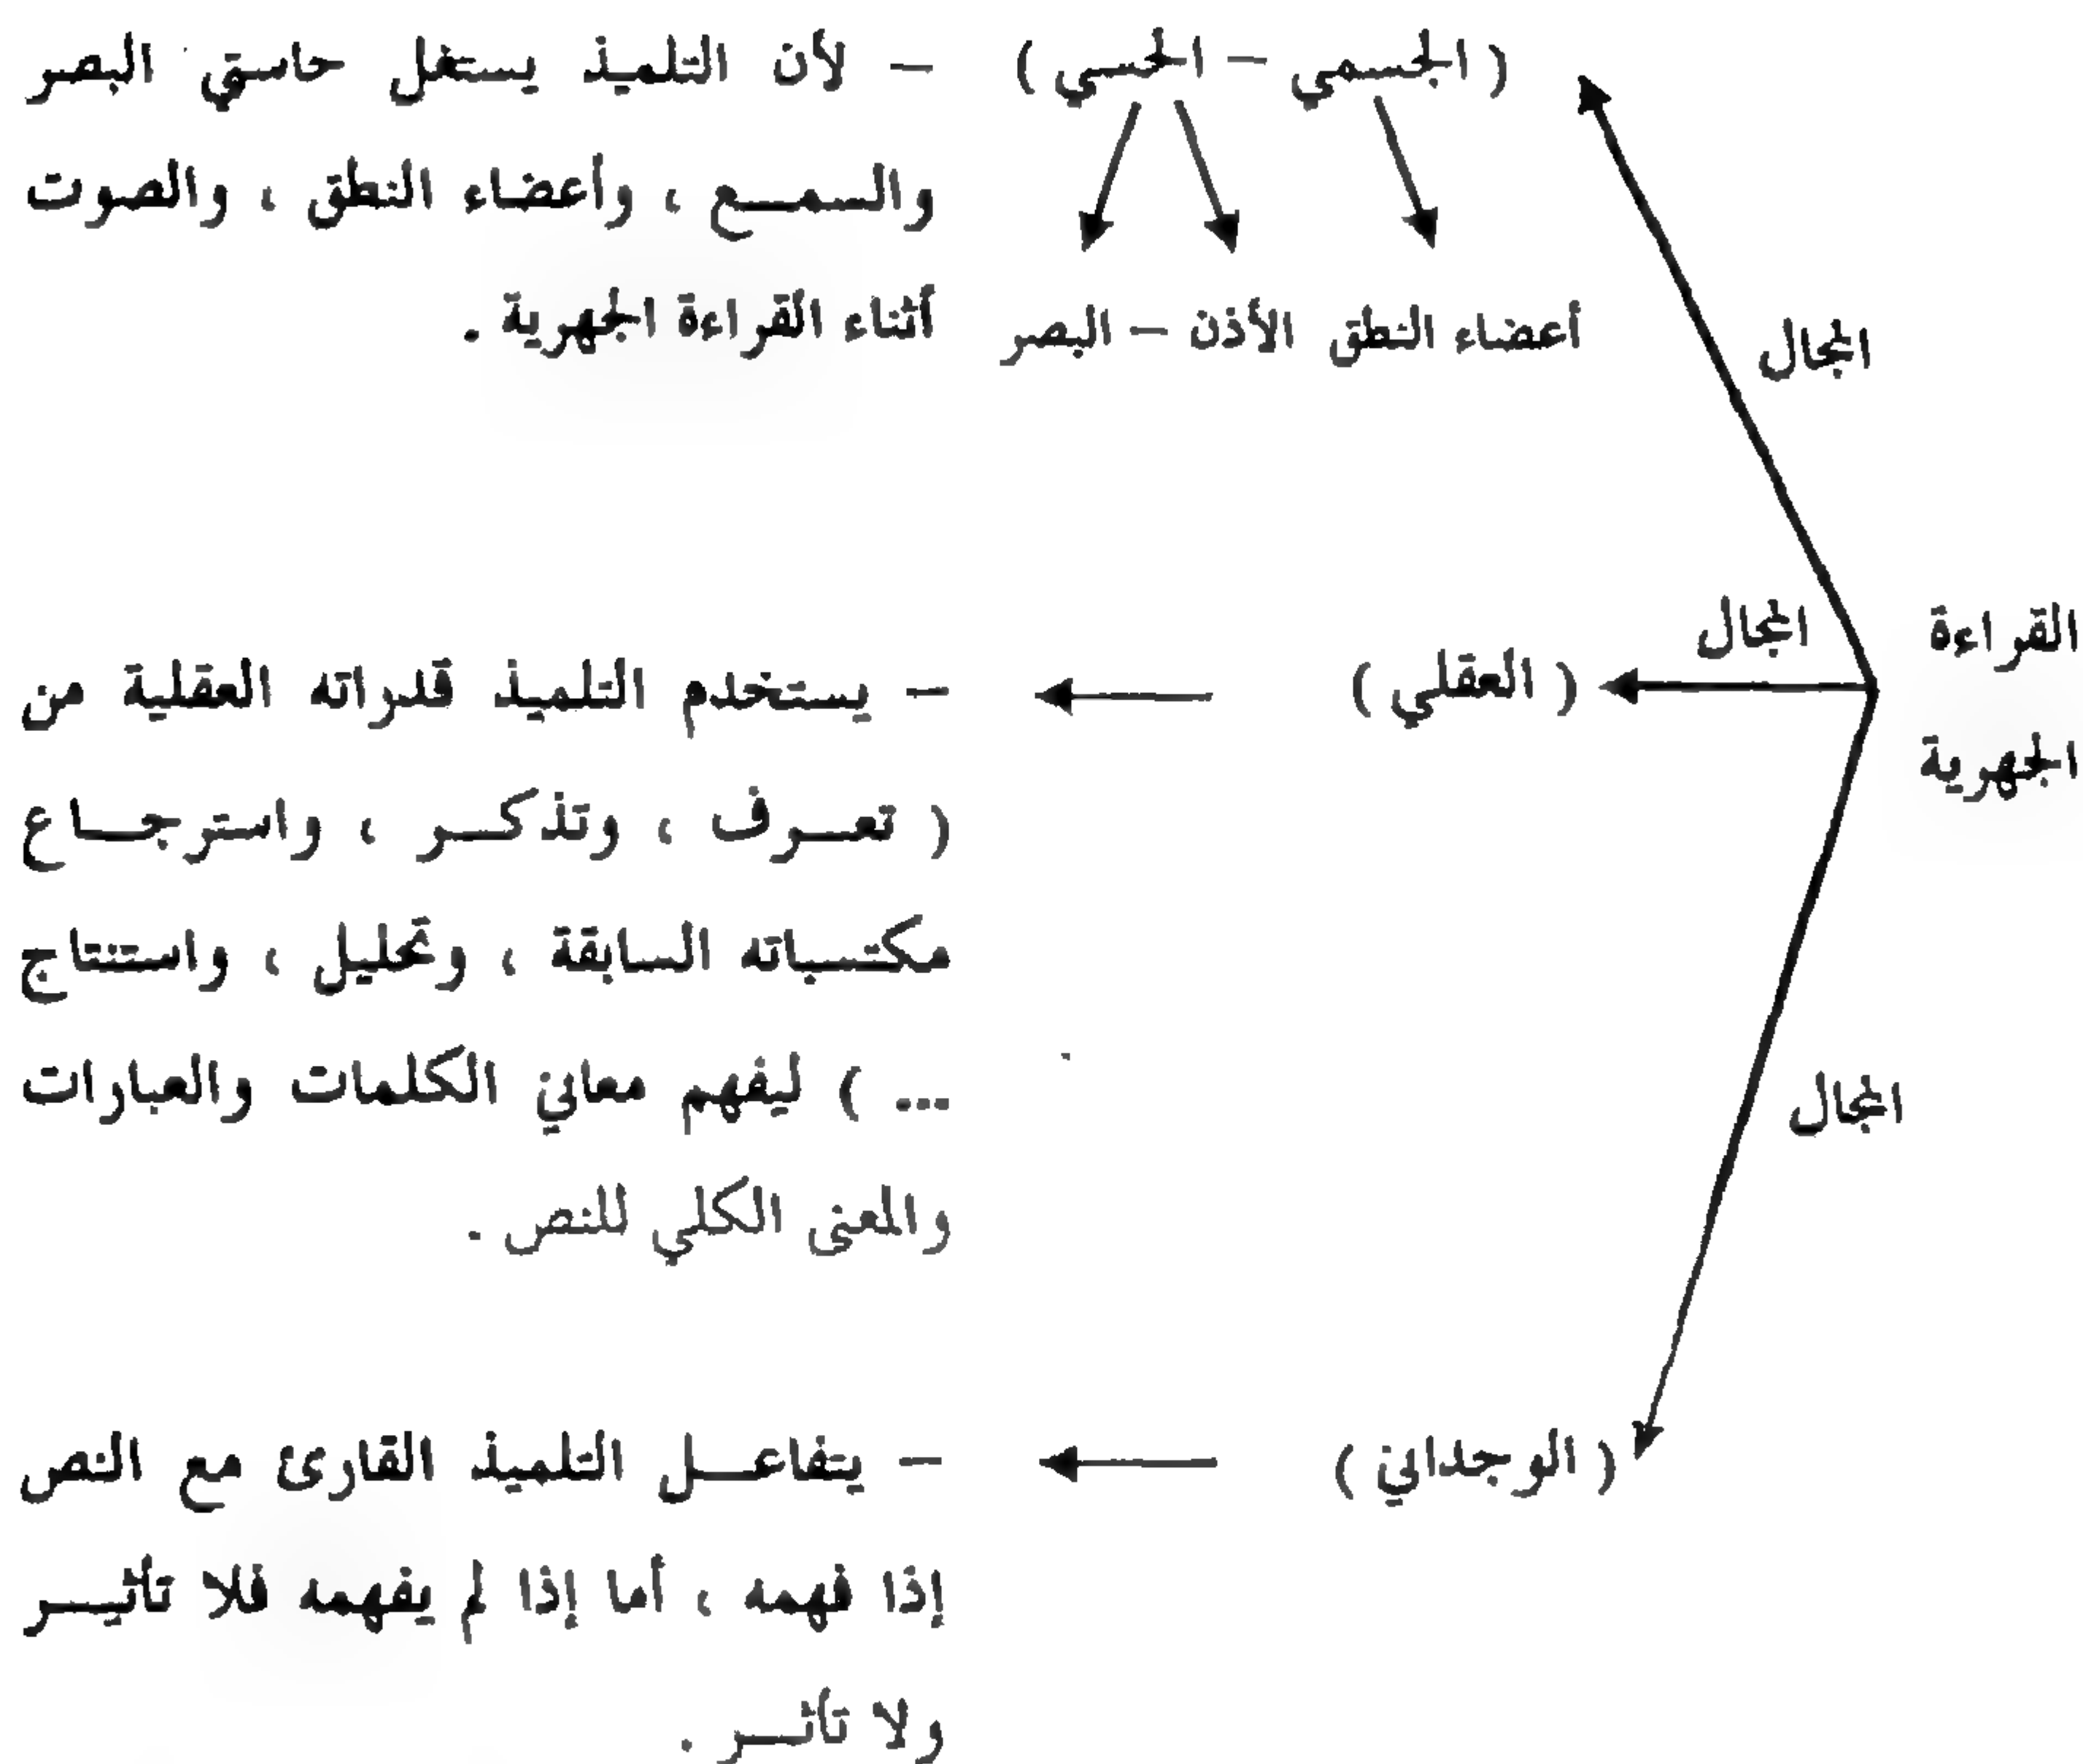 القراءة
الجهرية
المجال
( الجسمي – الحسي )
أعضاء النطق الأذن – البصر
– لأن التلميذ يستغل حاستي البصر
والسمع ، وأعضاء النطق ، والصوت
أثناء القراءة الجهرية .
المجال
( العقلي )
– يستخدم التلميذ قدراته العقلية من
( تعرف ، وتذكر ، واسترجاع
مكتسباته السابقة ، وتحليل ، واستنتاج
... ) ليفهم معاني الكلمات والعبارات
والمعنى الكلي للنص .
المجال
( الوجداني )
– يتفاعل التلميذ القارئ مع النص
إذا فهمه ، أما إذا لم يفهمه فلا تأثير
ولا تأثر .